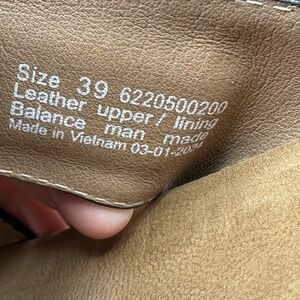 Size 39 6220500200
Leather upper/ lining
Balance man made
Made in Vietnam 03-01-2024